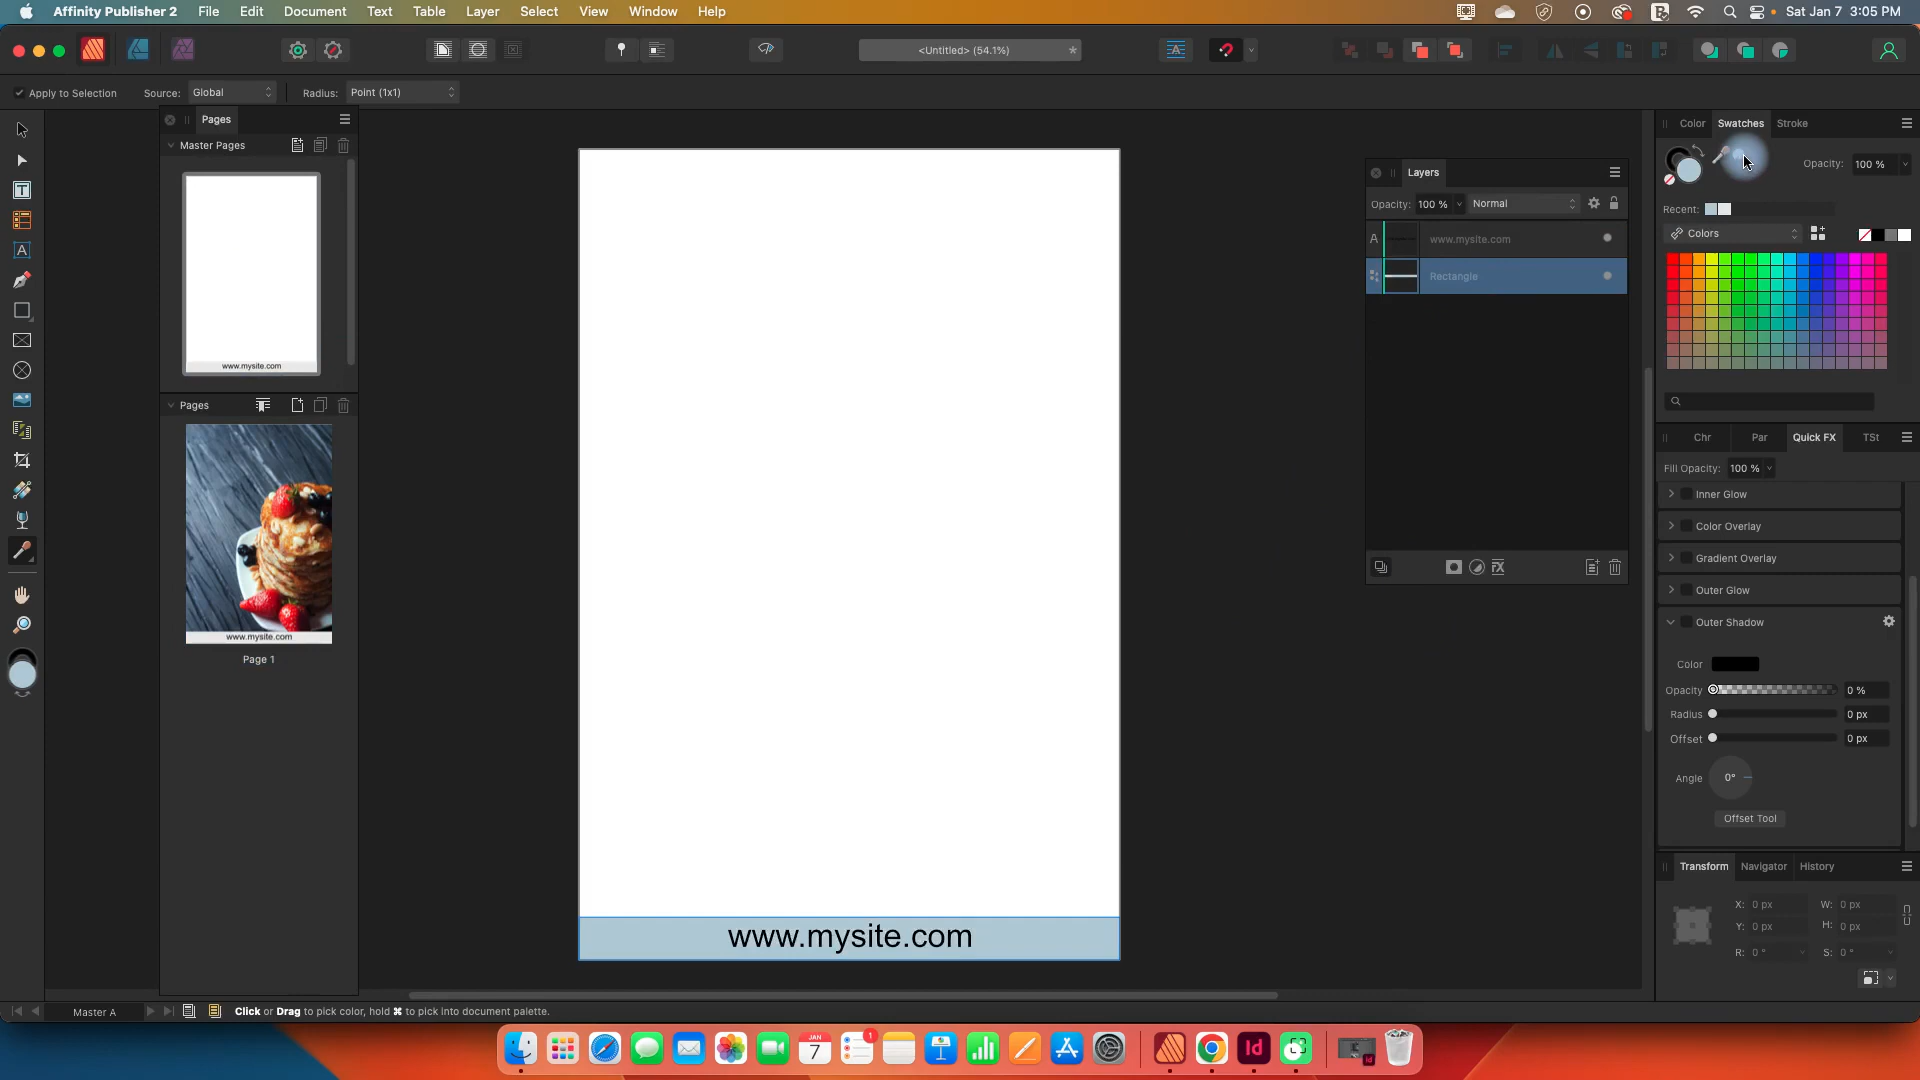 Affinity Publisher 2 File Edit Document Text Table Layer Select View Window Help Sat Jan 7 3:05 PM
<Untitled> (54.1%) *
Apply to Selection Source: Global Radius: Point (1x1)
Pages
Master Pages
www.mysite.com
Pages
www.mysite.com
Page 1
www.mysite.com
Layers
Opacity: 100 % Normal
A www.mysite.com
Rectangle
Color Swatches Stroke
Opacity: 100 %
Recent:
Colors
Chr Par Quick FX TSt
Fill Opacity: 100 %
Inner Glow
Color Overlay
Gradient Overlay
Outer Glow
Outer Shadow
Color
Opacity 0 %
Radius 0 px
Offset 0 px
Angle 0°
Offset Tool
Transform Navigator History
X: 0 px W: 0 px
Y: 0 px H: 0 px
R: 0 ° S: 0 °
Master A Click or Drag to pick color, hold ⌘ to pick into document palette.
JAN
7
1
Id